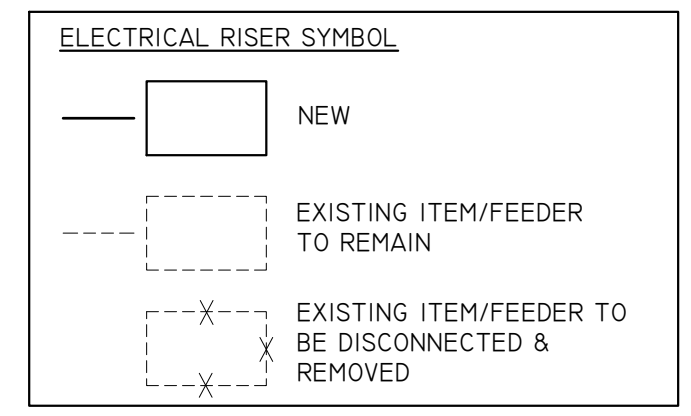 ELECTRICAL RISER SYMBOL
NEW
EXISTING ITEM/FEEDER
TO REMAIN
EXISTING ITEM/FEEDER TO
BE DISCONNECTED &
REMOVED